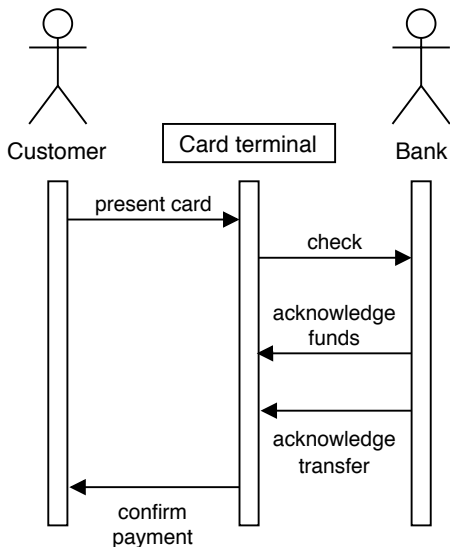 Customer
Card terminal
Bank
present card
check
acknowledge
funds
acknowledge
transfer
confirm
payment